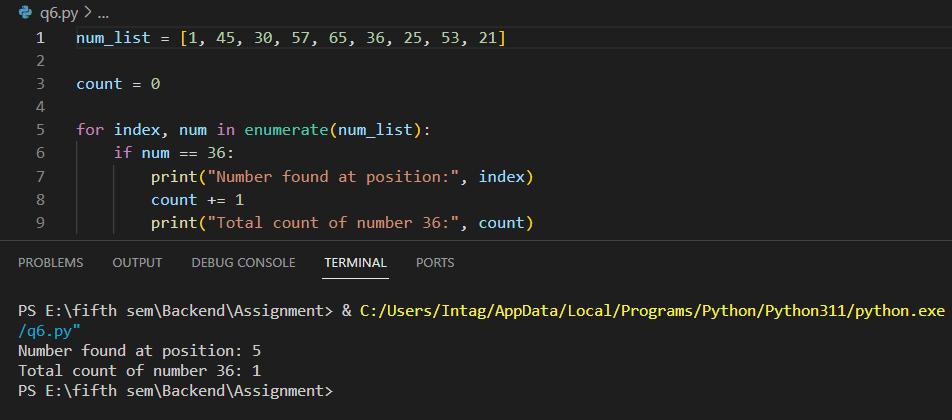 q6.py > ...
1 num_list = [1, 45, 30, 57, 65, 36, 25, 53, 21]
2
3 count = 0
4
5 for index, num in enumerate(num_list):
6     if num == 36:
7         print("Number found at position:", index)
8         count += 1
9         print("Total count of number 36:", count)
PROBLEMS OUTPUT DEBUG CONSOLE TERMINAL PORTS
PS E:\fifth sem\Backend\Assignment> & C:/Users/Intag/AppData/Local/Programs/Python/Python311/python.exe
/q6.py"
Number found at position: 5
Total count of number 36: 1
PS E:\fifth sem\Backend\Assignment>